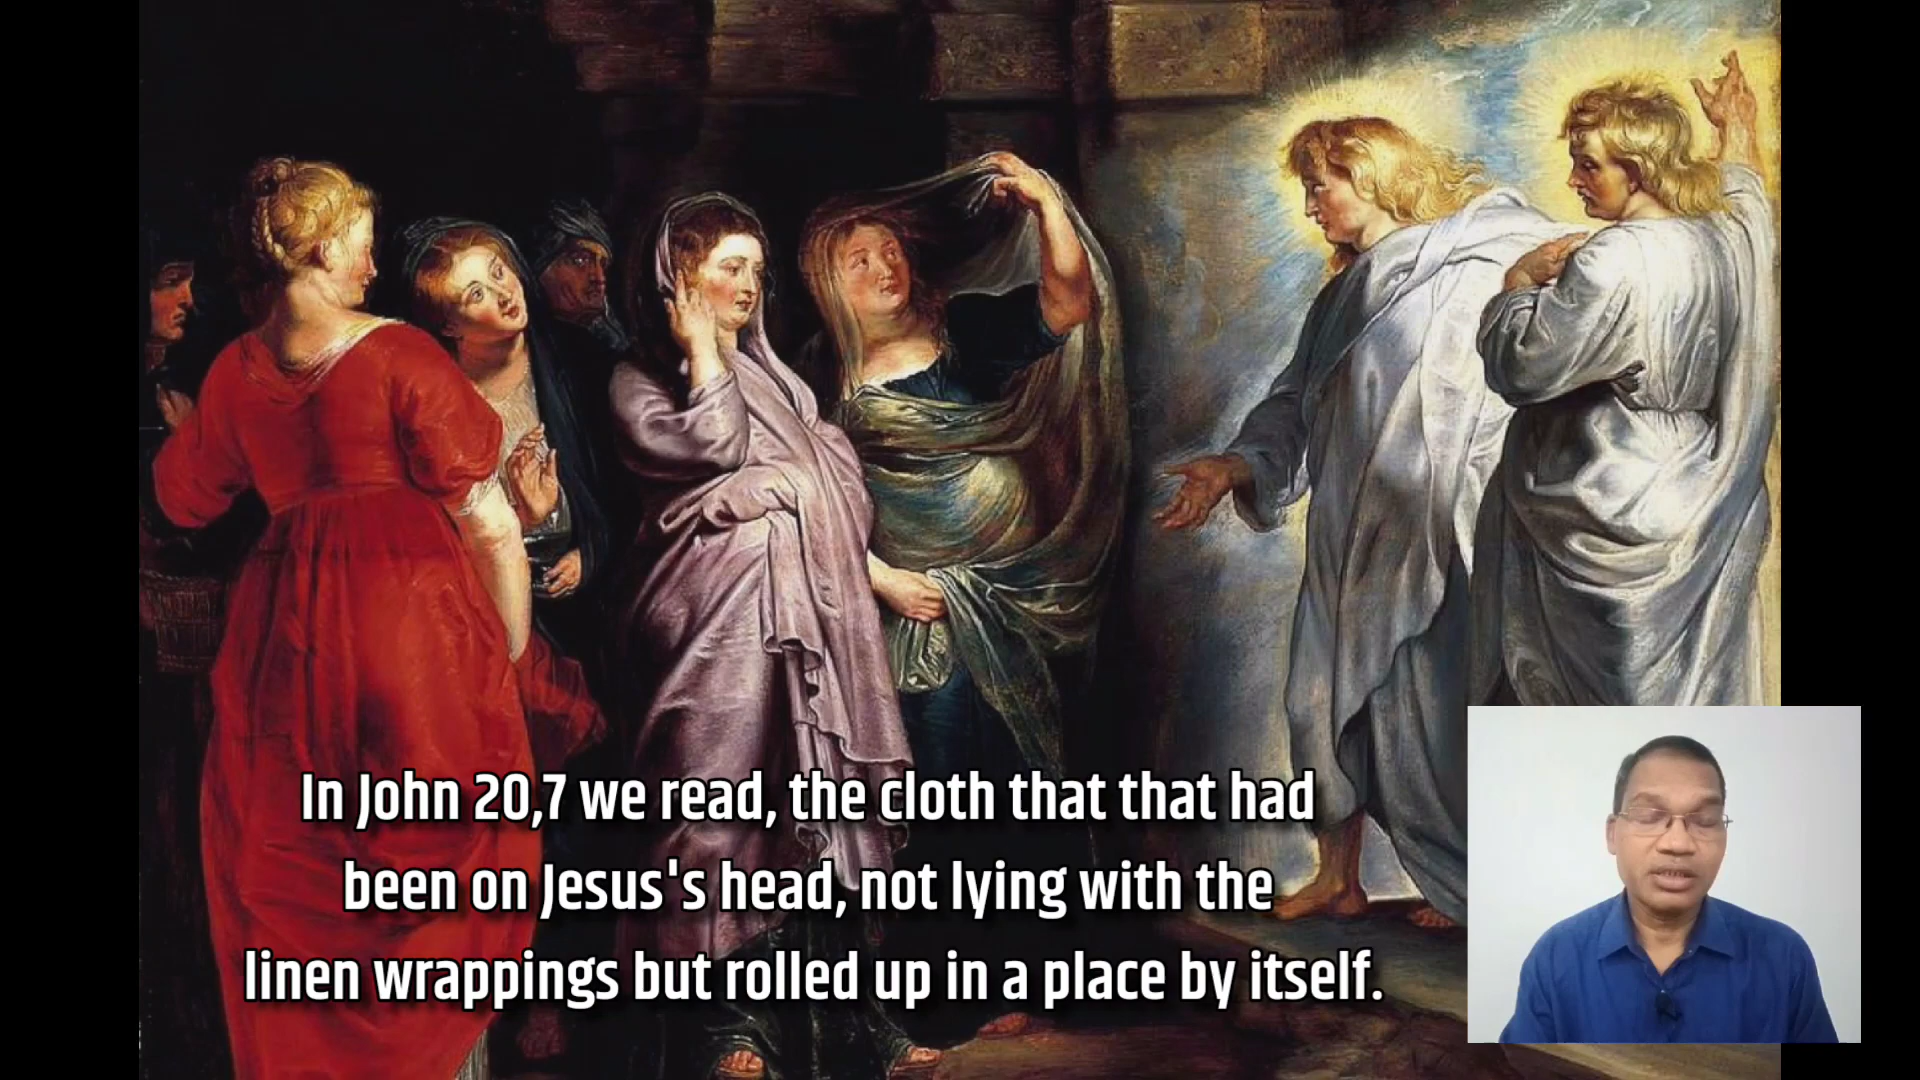 In John 20,7 we read, the cloth that that had
been on Jesus's head, not lying with the
linen wrappings but rolled up in a place by itself.